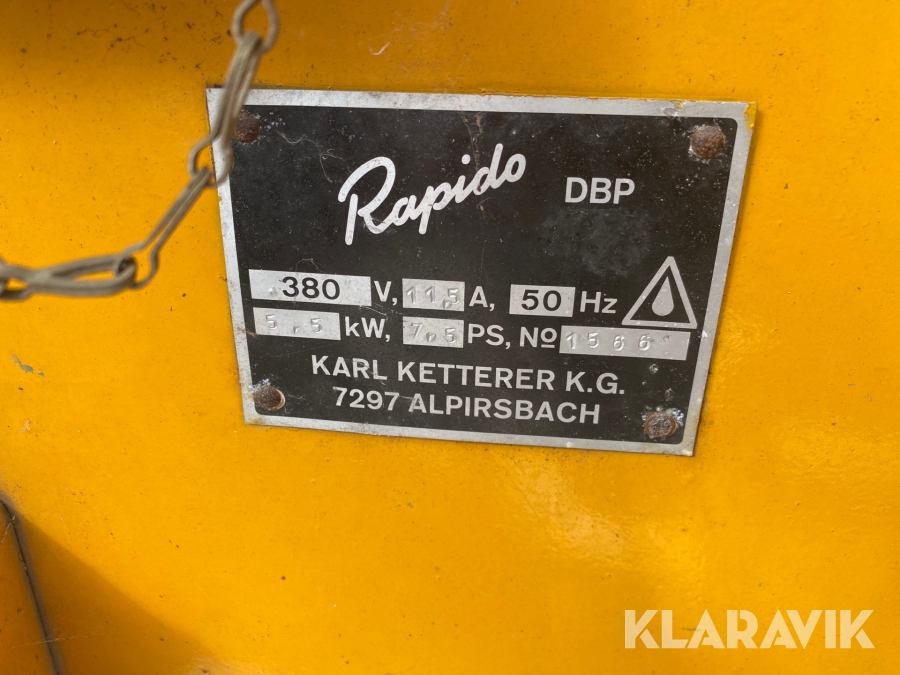 Rapido DBP
380 V, 11,5 A, 50 Hz
5,5 kW, 7,5 PS, No 1566
KARL KETTERER K.G.
7297 ALPIRSBACH
KLARAVIK